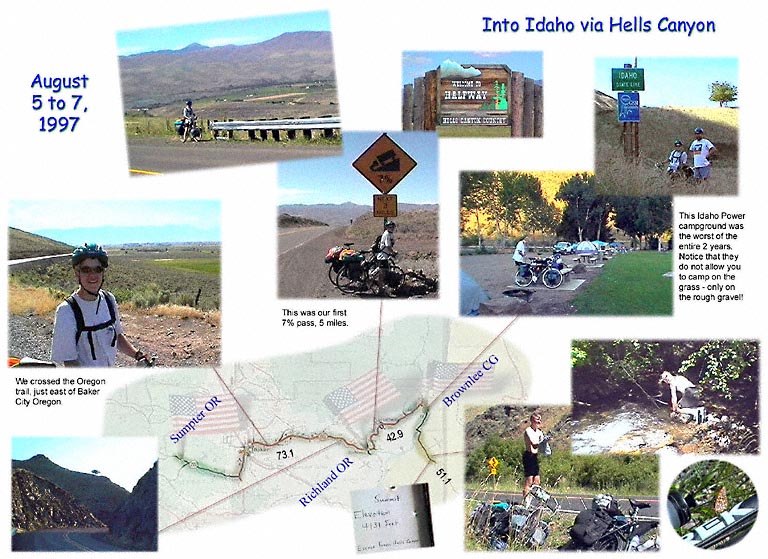 Into Idaho via Hells Canyon
August
5 to 7,
1997
WELCOME TO
HALFWAY
HELLS CANYON COUNTRY
IDAHO
STATE LINE
7%
NEXT
MILES
This Idaho Power
campground was
the worst of the
entire 2 years.
Notice that they
do not allow you
to camp on the
grass - only on
the rough gravel!
This was our first
7% pass, 5 miles.
We crossed the Oregon
trail, just east of Baker
City Oregon.
Sumpter OR
Brownlee CG
Richland OR
73.1
42.9
51.1
Summit
Elevation